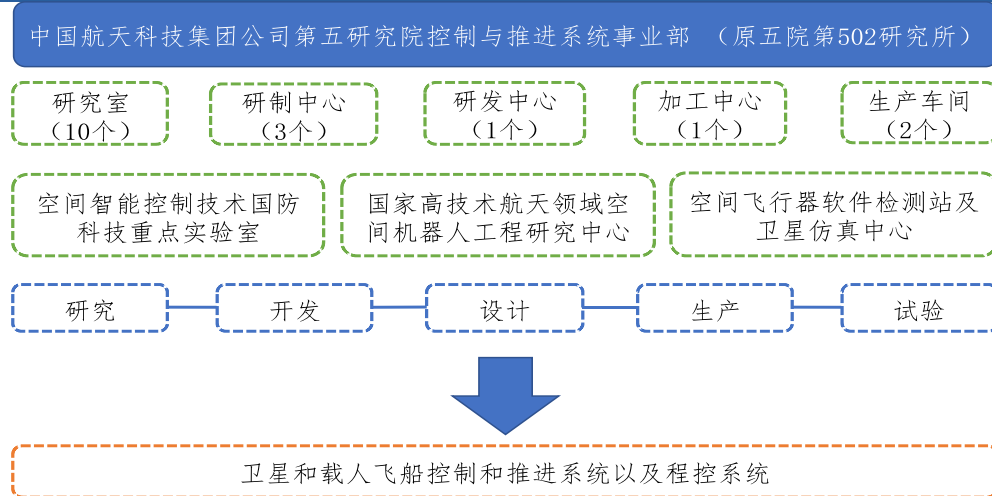 中国航天科技集团公司第五研究院控制与推进系统事业部 （原五院第502研究所）
研究室
（10个）
研制中心
（3个）
研发中心
（1个）
加工中心
（1个）
生产车间
（2个）
空间智能控制技术国防
科技重点实验室
国家高技术航天领域空
间机器人工程研究中心
空间飞行器软件检测站及
卫星仿真中心
研究
开发
设计
生产
试验
卫星和载人飞船控制和推进系统以及程控系统